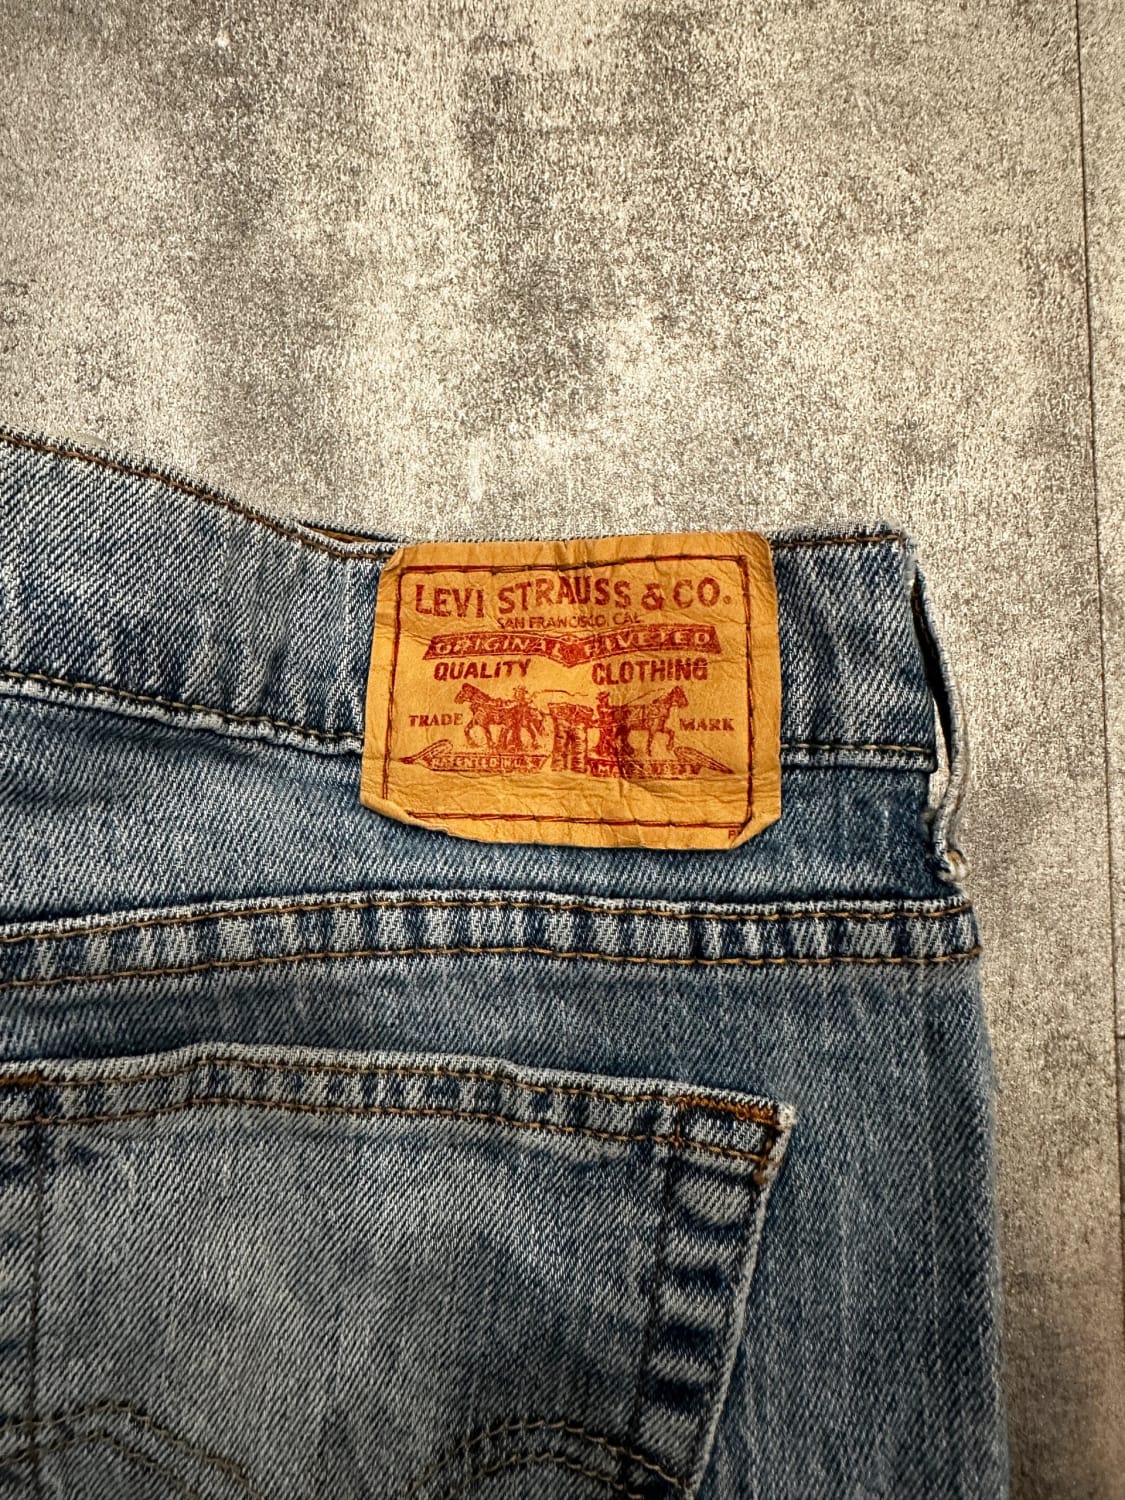 LEVI STRAUSS & CO.
SAN FRANCISCO, CAL.
ORIGINAL RIVETED
QUALITY CLOTHING
TRADE MARK